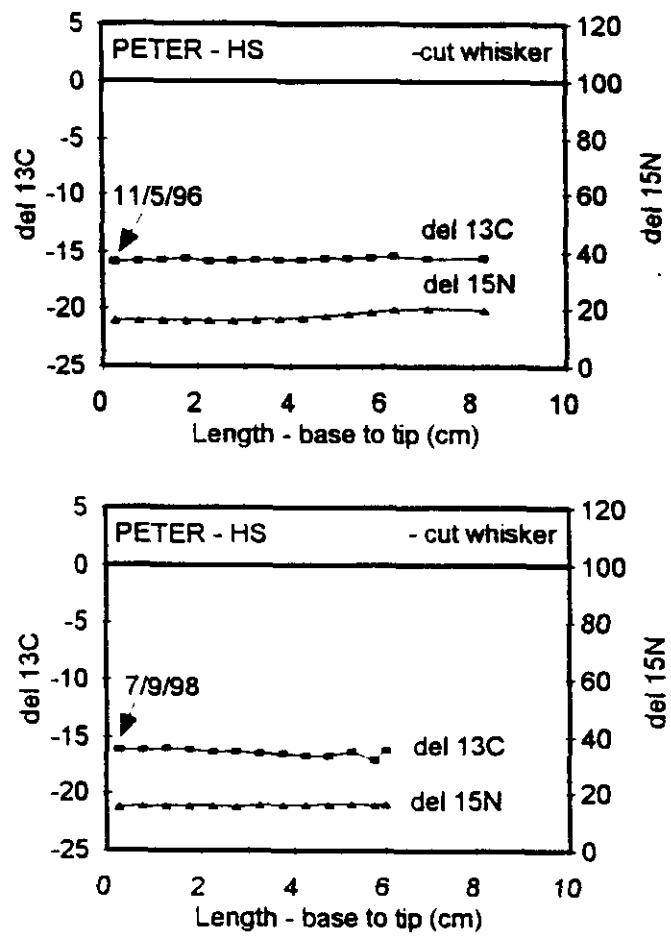 PETER - HS -cut whisker
5
0
-5
-10
-15
-20
-25
del 13C
120
100
80
60
40
20
0
del 15N
11/5/96
del 13C
del 15N
0 2 4 6 8 10
Length - base to tip (cm)
PETER - HS - cut whisker
5
0
-5
-10
-15
-20
-25
del 13C
120
100
80
60
40
20
0
del 15N
7/9/98
del 13C
del 15N
0 2 4 6 8 10
Length - base to tip (cm)